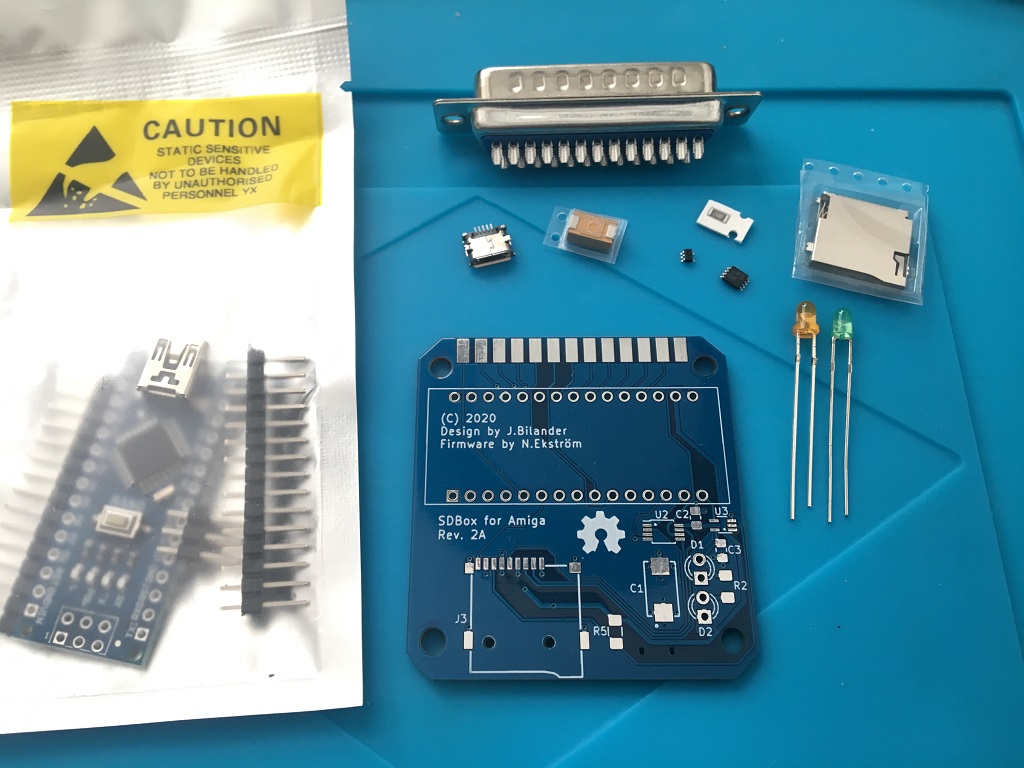 CAUTION
STATIC SENSITIVE
DEVICES
NOT TO BE HANDLED
BY UNAUTHORISED
PERSONNEL YX
(C) 2020
Design by J.Bilander
Firmware by N.Ekström
SDBox for Amiga
Rev. 2A
U2
C2
U3
D1
C3
C1
R2
J3
R5
D2
1